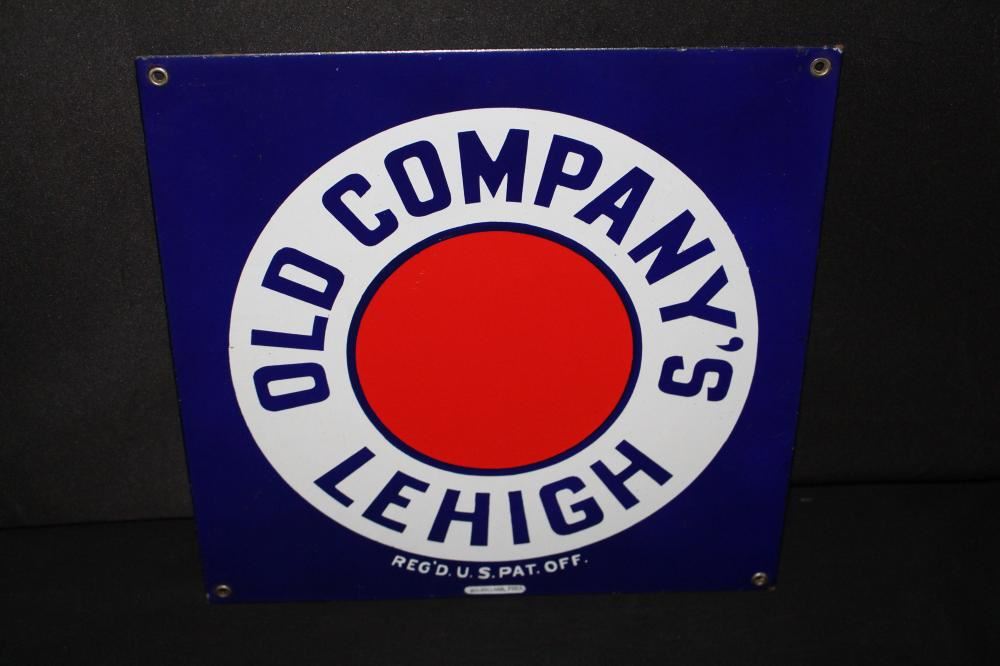 OLD COMPANY'S
LEHIGH
REG'D. U. S. PAT. OFF.